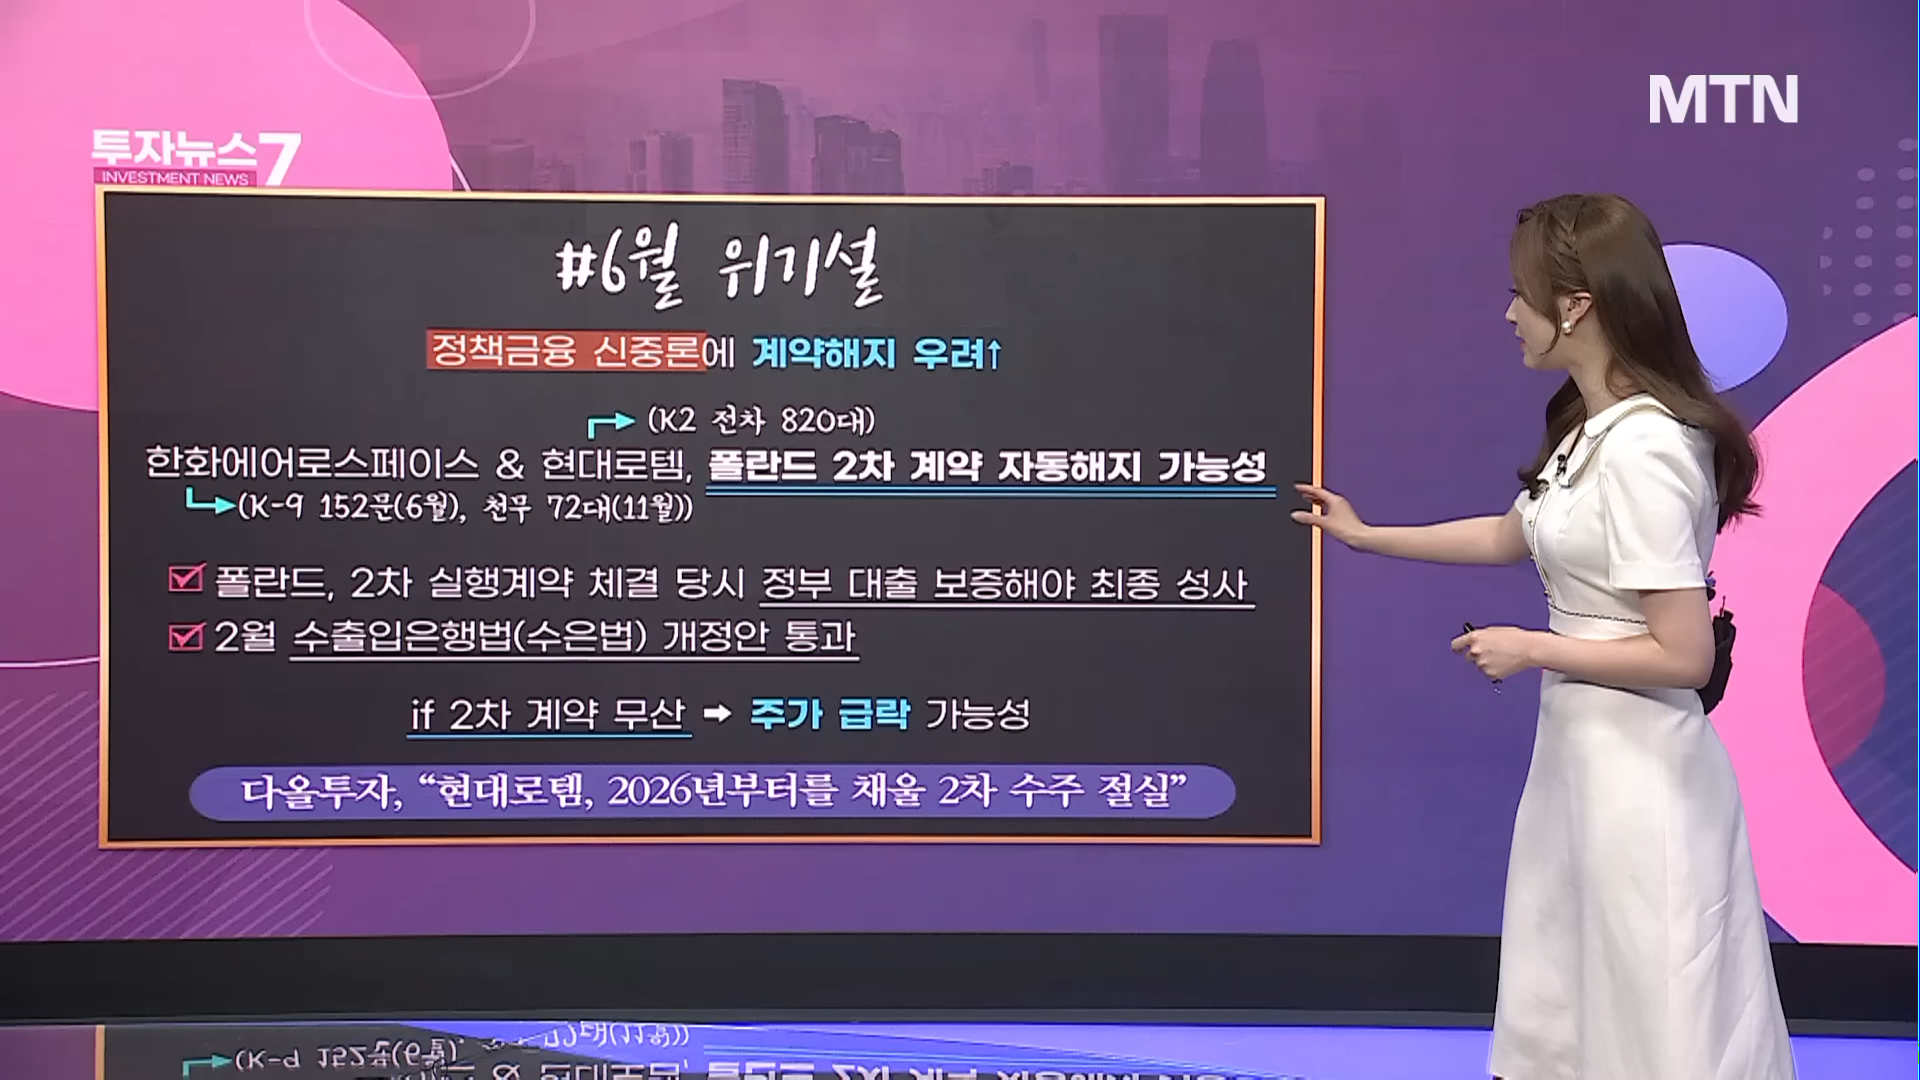 MTN
투자뉴스7
INVESTMENT NEWS
#6월 위기설
정책금융 신중론에 계약해지 우려↑
(K2 전차 820대)
한화에어로스페이스 & 현대로템, 폴란드 2차 계약 자동해지 가능성
(K-9 152문(6월), 천무 72대(11월))
폴란드, 2차 실행계약 체결 당시 정부 대출 보증해야 최종 성사
2월 수출입은행법(수은법) 개정안 통과
if 2차 계약 무산 ➡ 주가 급락 가능성
다올투자, “현대로템, 2026년부터를 채울 2차 수주 절실”